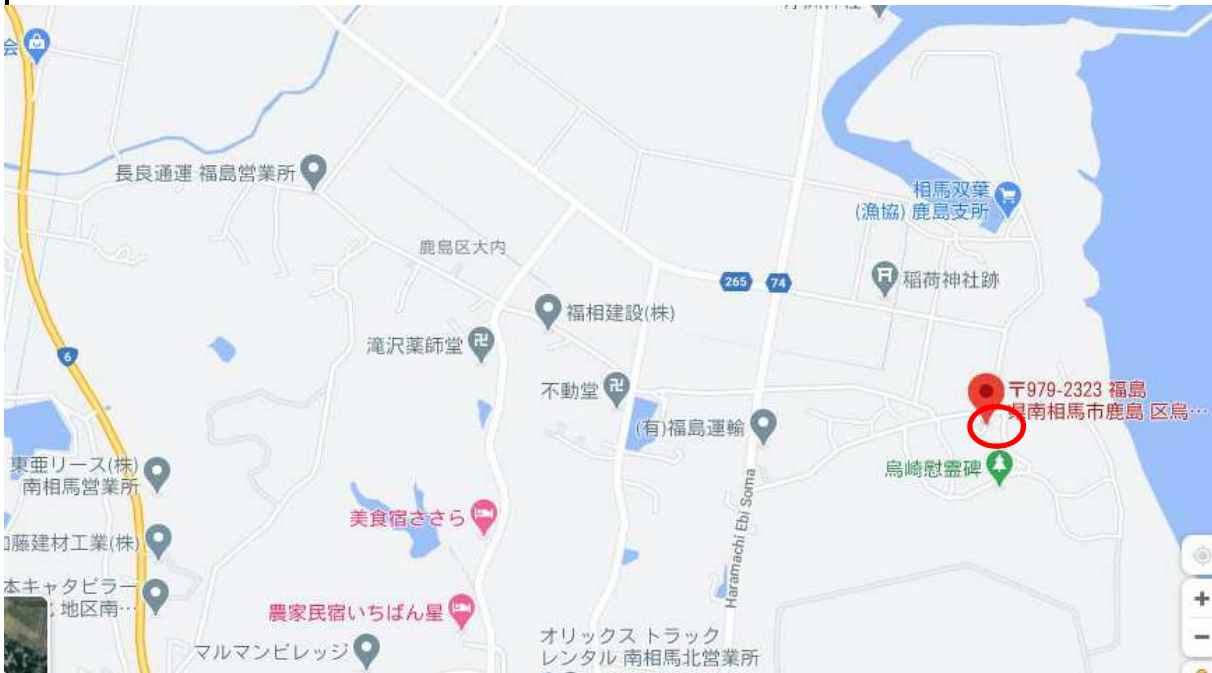 会
長良通運 福島営業所
相馬双葉
(漁協) 鹿島支所
鹿島区大内
265
74
稲荷神社跡
福相建設(株)
滝沢薬師堂
6
不動堂
〒979-2323 福島
県南相馬市鹿島 区烏…
(有)福島運輸
烏崎慰霊碑
東亜リース(株)
南相馬営業所
Haramachi Ebi Soma
美食宿ささら
藤建材工業(株)
本キャタピラー
地区南…
農家民宿いちばん星
マルマンビレッジ
オリックス トラック
レンタル 南相馬北営業所
+
−